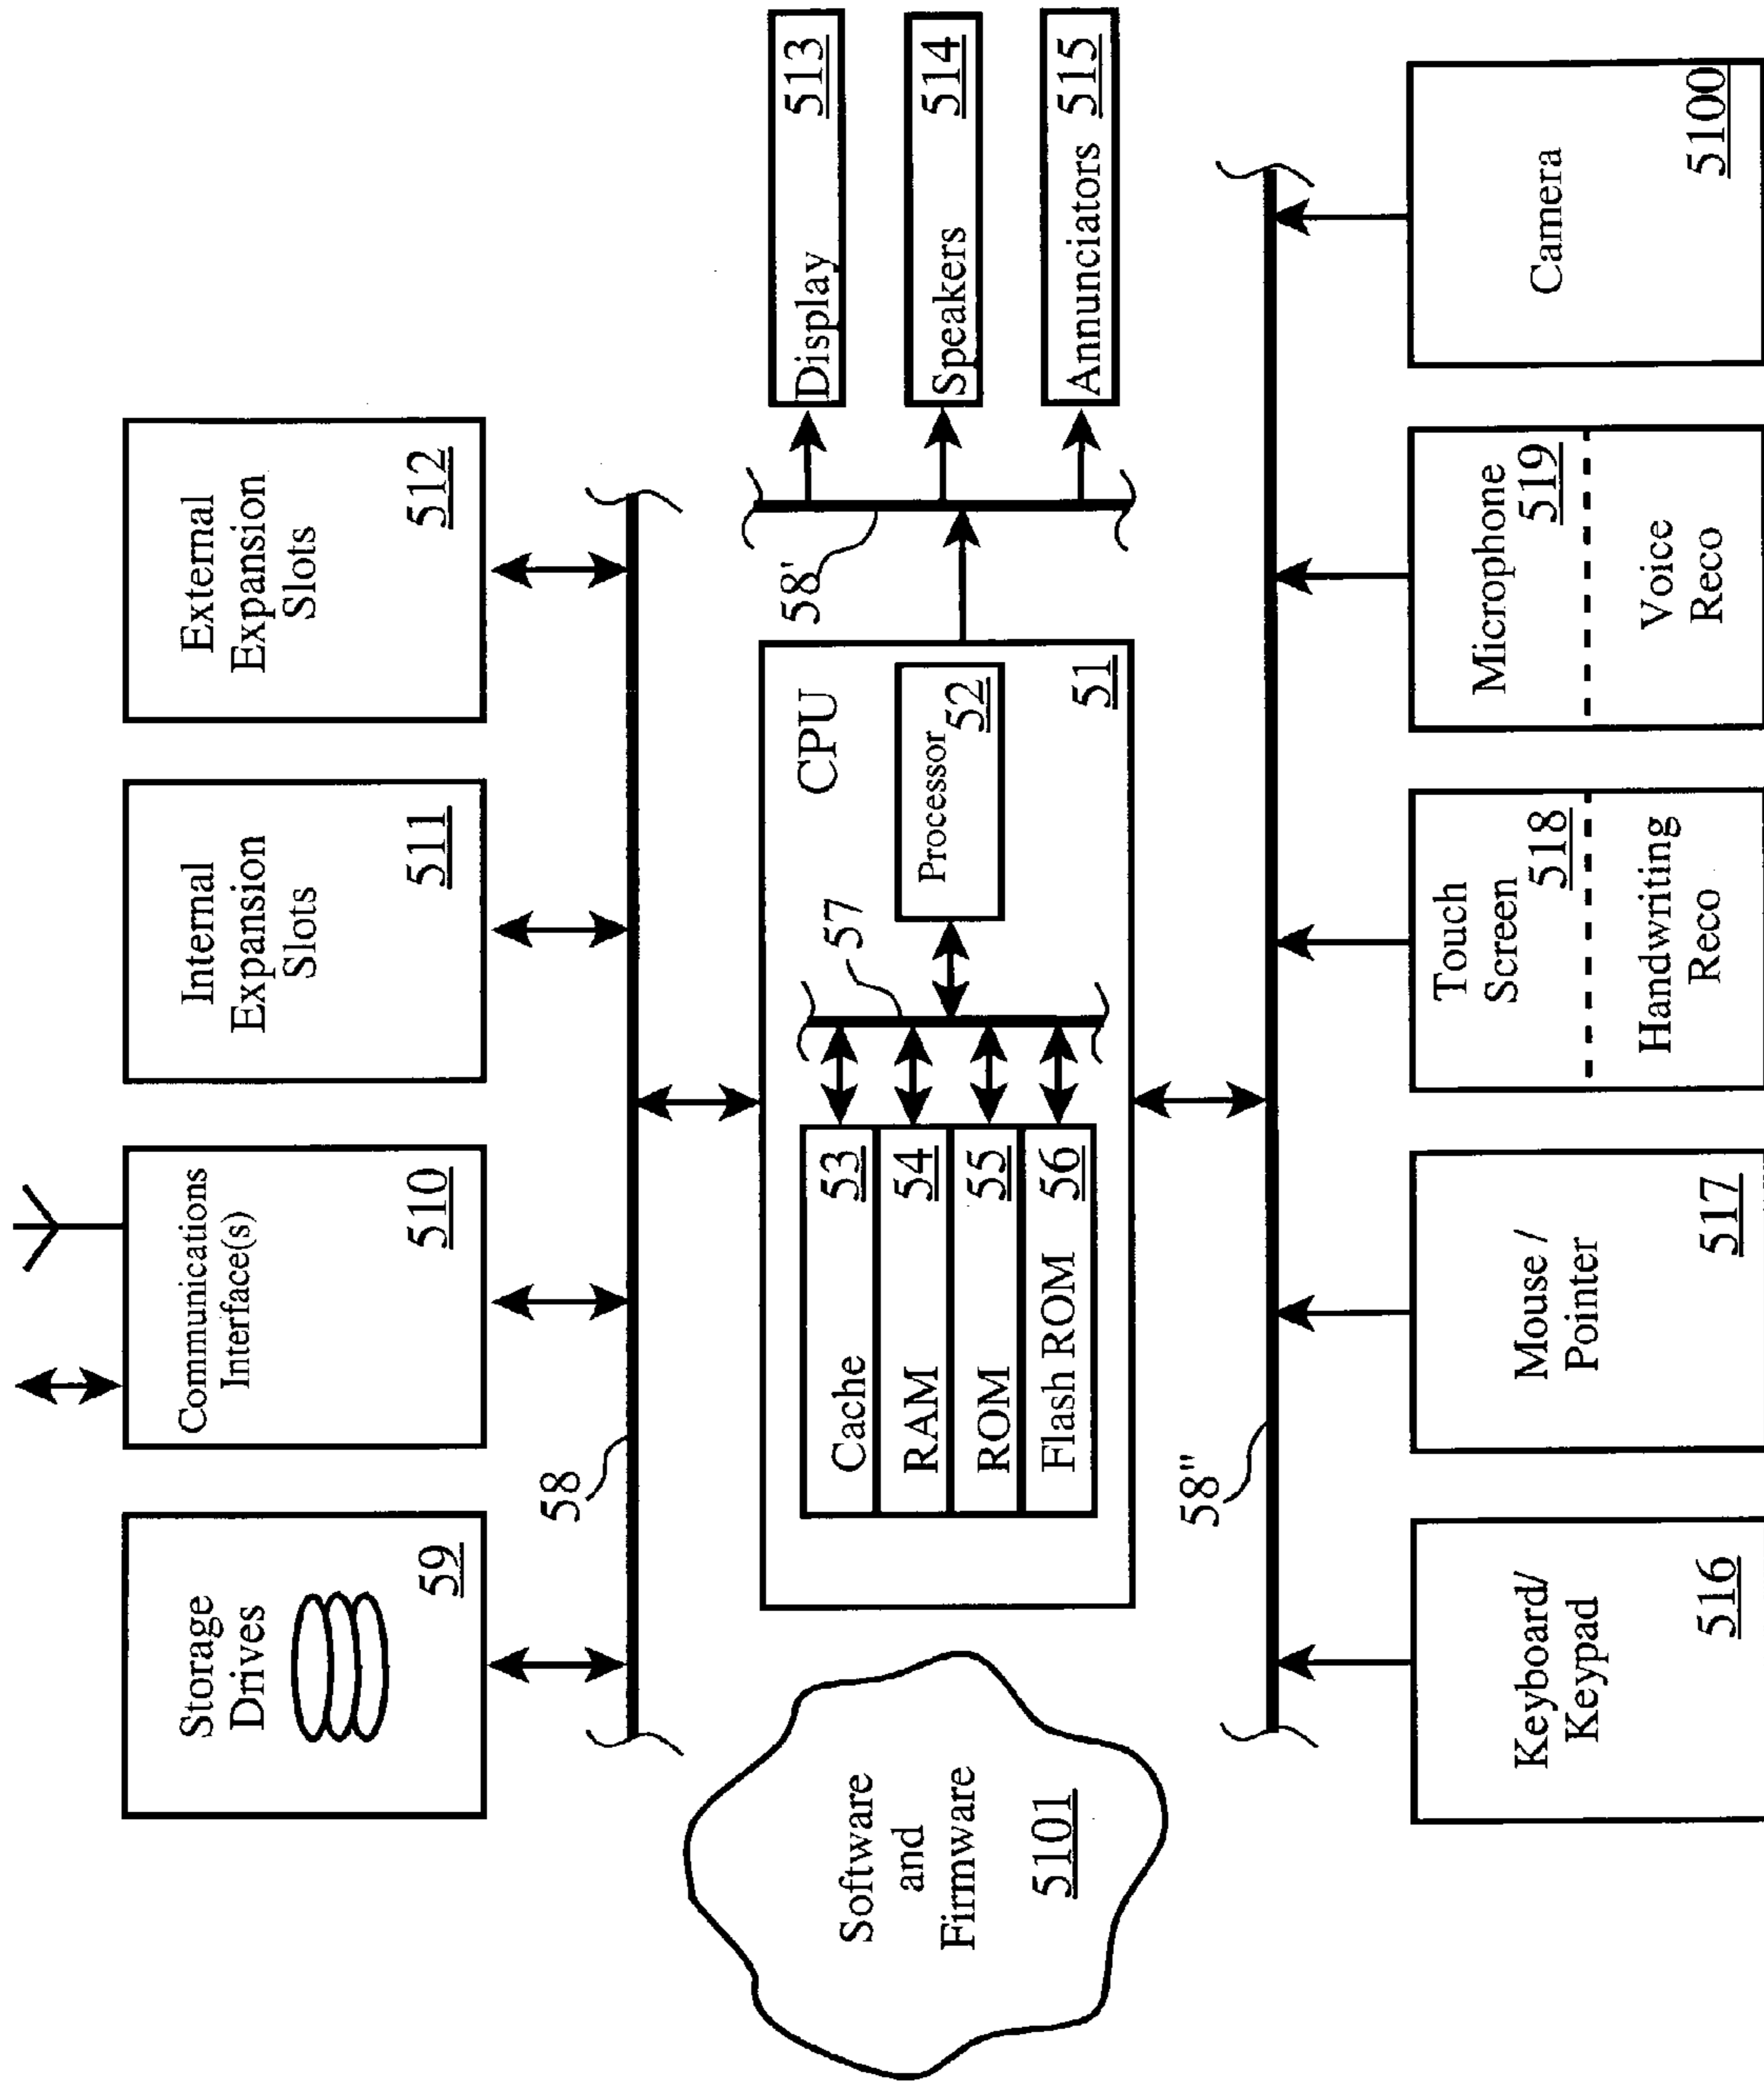 Storage
Drives
59
Communications
Interface(s)
510
Internal
Expansion
Slots
511
External
Expansion
Slots
512
58
Software
and
Firmware
5101
CPU
Cache 53
RAM 54
ROM 55
Flash ROM 56
57
Processor
52
51
58'
Display 513
Speakers 514
Annunciators 515
58"
Keyboard/
Keypad
516
Mouse /
Pointer
517
Touch
Screen
518
Handwriting
Reco
Microphone
519
Voice
Reco
Camera
5100